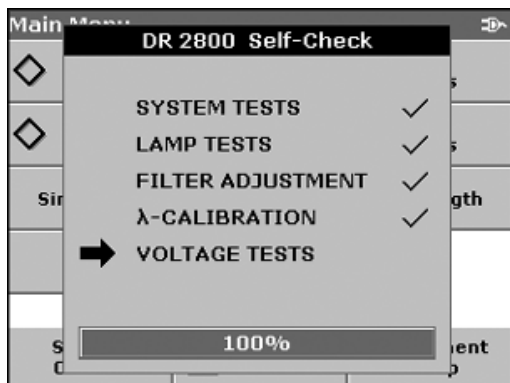 Main Menu
DR 2800 Self-Check
SYSTEM TESTS
LAMP TESTS
FILTER ADJUSTMENT
λ-CALIBRATION
VOLTAGE TESTS
100%